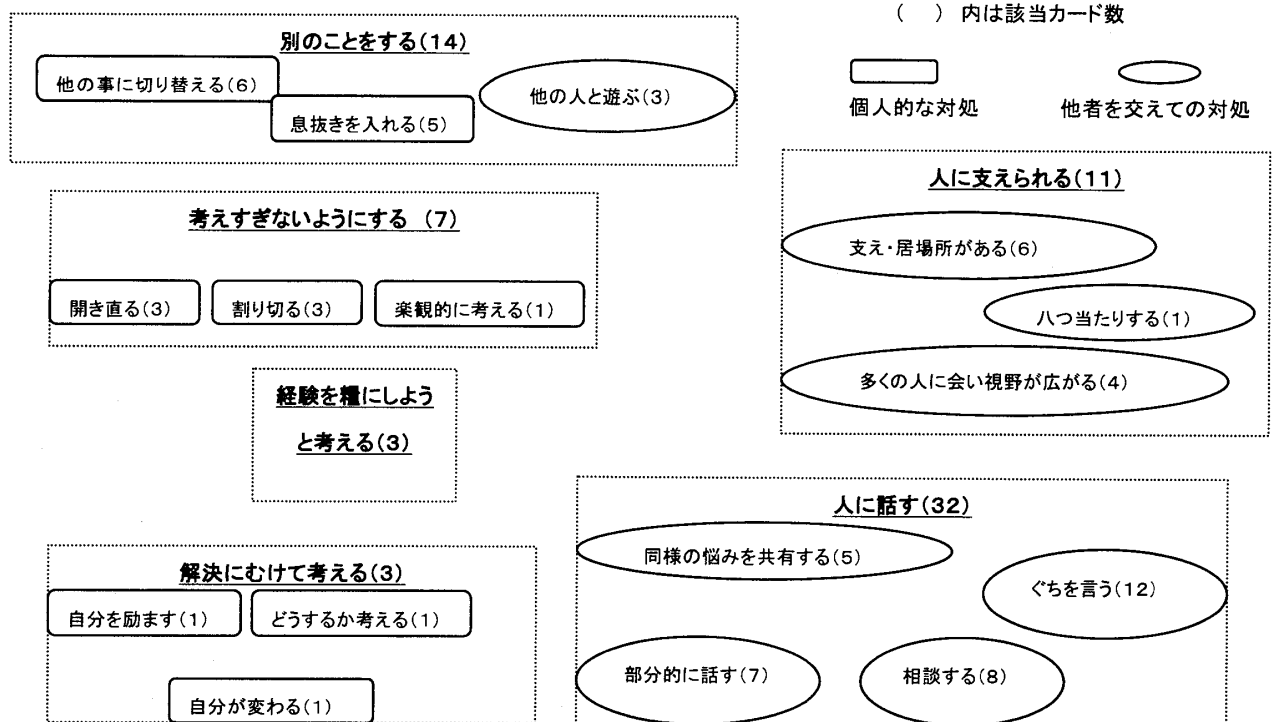 ( ) 内は該当カード数
個人的な対処
他者を交えての対処
別のことをする(14)
他の事に切り替える(6)
息抜きを入れる(5)
他の人と遊ぶ(3)
人に支えられる(11)
支え・居場所がある(6)
八つ当たりする(1)
多くの人に会い視野が広がる(4)
考えすぎないようにする (7)
開き直る(3)
割り切る(3)
楽観的に考える(1)
経験を糧にしよう
と考える(3)
人に話す(32)
同様の悩みを共有する(5)
ぐちを言う(12)
部分的に話す(7)
相談する(8)
解決にむけて考える(3)
自分を励ます(1)
どうするか考える(1)
自分が変わる(1)